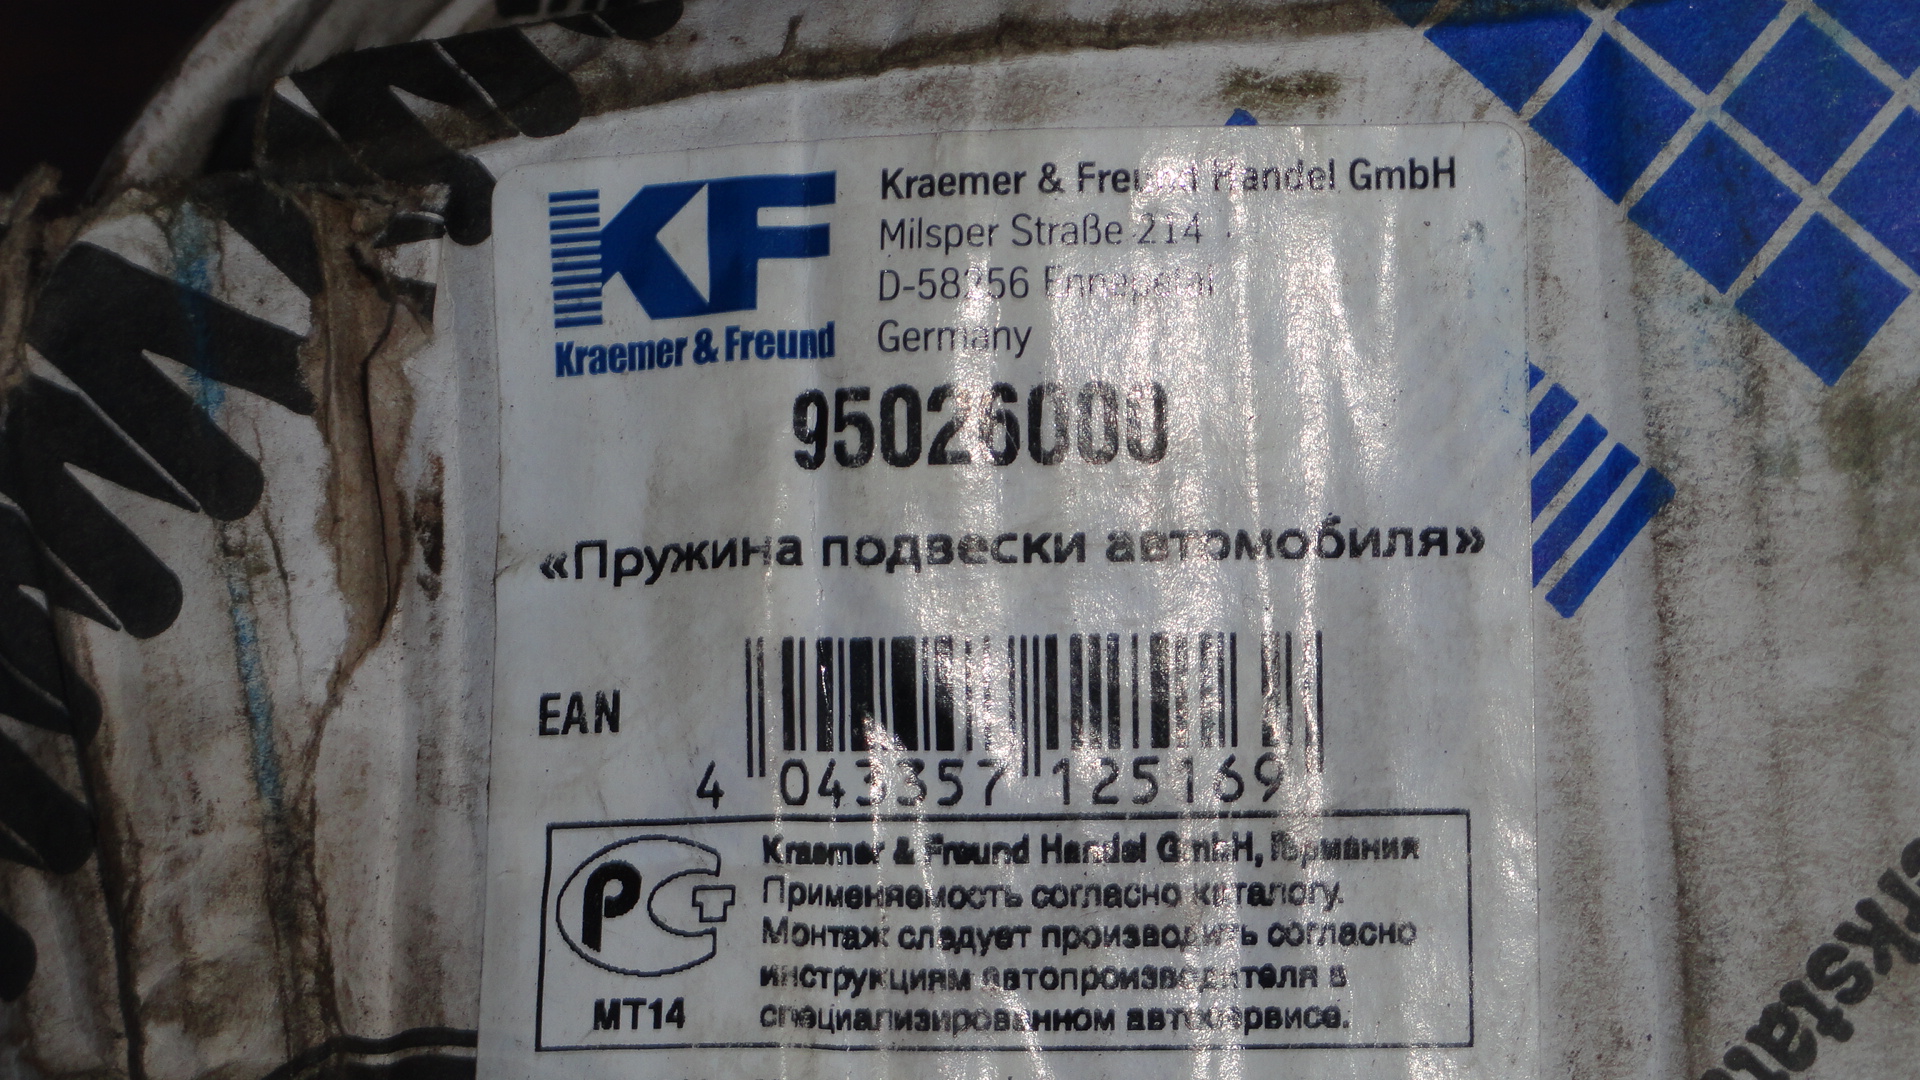 KF
Kraemer & Freund
Kraemer & Freund Handel GmbH
Milsper Straße 214
D-58256 Ennepetal
Germany
95026000
«Пружина подвески автомобиля»
EAN
4 043357 125169
РСТ
МТ14
Kraemer & Freund Handel GmbH, Германия
Применяемость согласно каталогу.
Монтаж следует производить согласно
инструкциям автопроизводителя в
специализированном автосервисе.